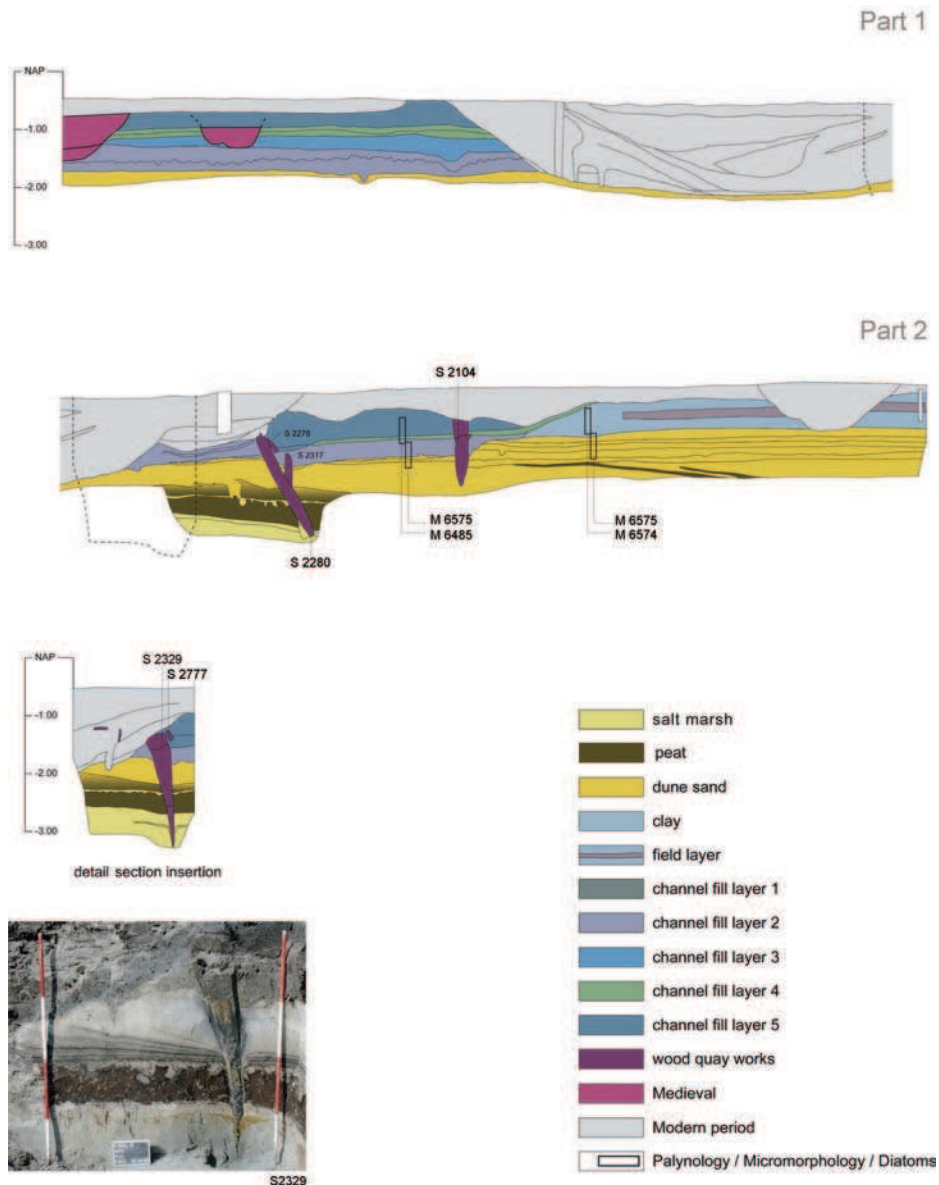 Part 1
NAP
-1.00
-2.00
-3.00
Part 2
S 2104
S 2278
S 2317
M 6575
M 6485
M 6575
M 6574
S 2280
NAP
S 2329
S 2777
-1.00
-2.00
-3.00
detail section insertion
salt marsh
peat
dune sand
clay
field layer
channel fill layer 1
channel fill layer 2
channel fill layer 3
channel fill layer 4
channel fill layer 5
wood quay works
Medieval
Modern period
Palynology / Micromorphology / Diatoms
S2329